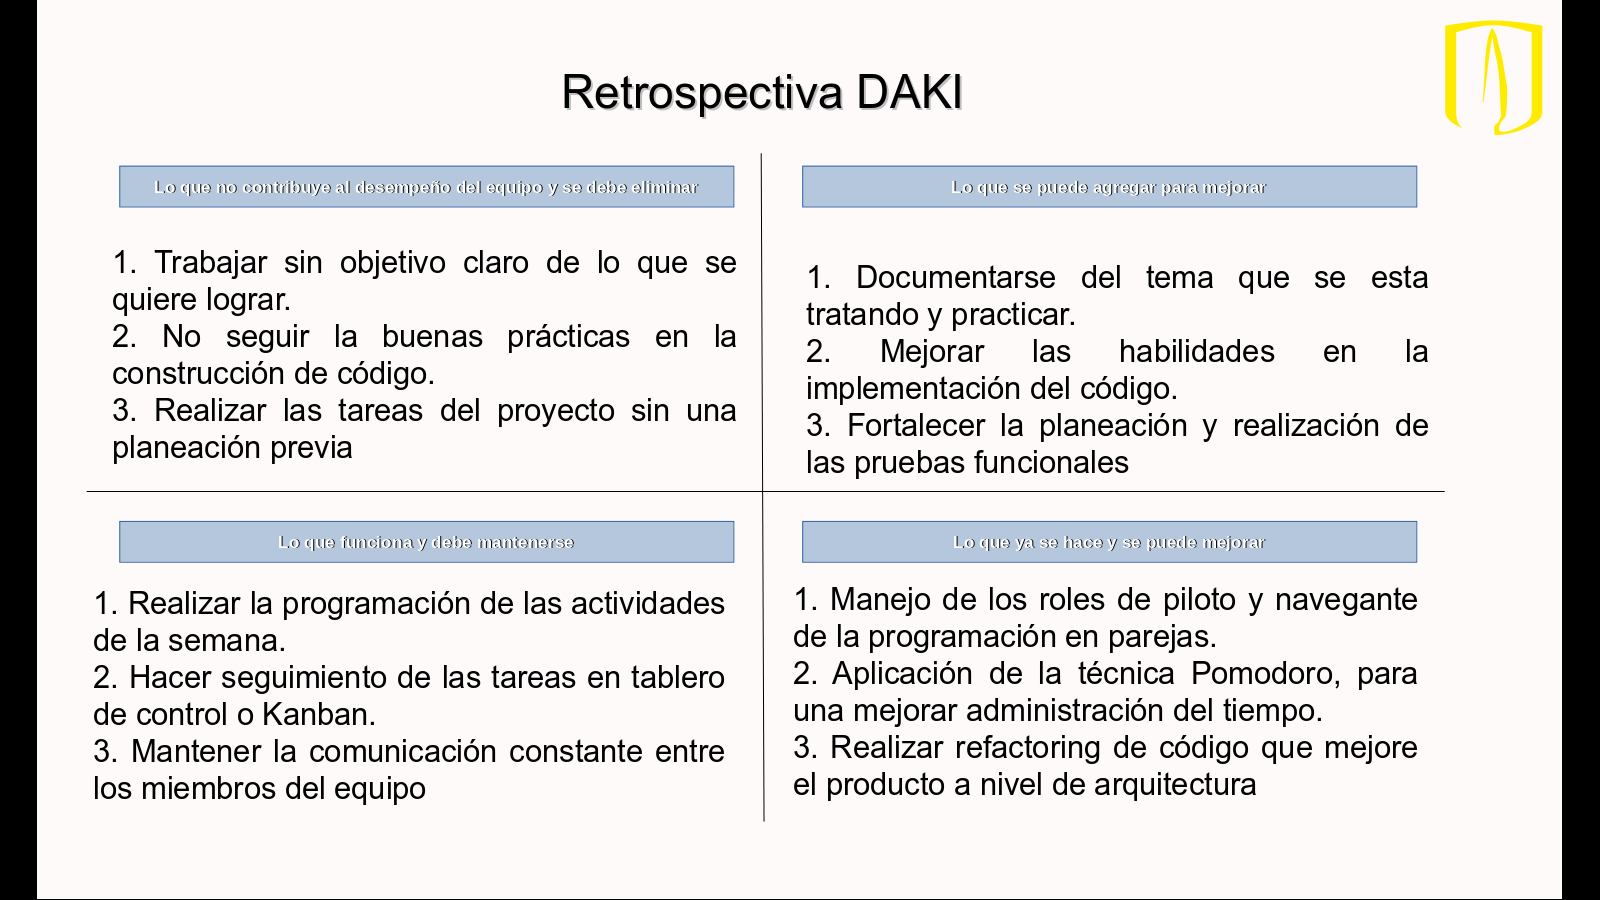 Retrospectiva DAKI
Lo que no contribuye al desempeño del equipo y se debe eliminar
1. Trabajar sin objetivo claro de lo que se
quiere lograr.
2. No seguir la buenas prácticas en la
construcción de código.
3. Realizar las tareas del proyecto sin una
planeación previa
Lo que se puede agregar para mejorar
1. Documentarse del tema que se esta
tratando y practicar.
2. Mejorar las habilidades en la
implementación del código.
3. Fortalecer la planeación y realización de
las pruebas funcionales
Lo que funciona y debe mantenerse
1. Realizar la programación de las actividades
de la semana.
2. Hacer seguimiento de las tareas en tablero
de control o Kanban.
3. Mantener la comunicación constante entre
los miembros del equipo
Lo que ya se hace y se puede mejorar
1. Manejo de los roles de piloto y navegante
de la programación en parejas.
2. Aplicación de la técnica Pomodoro, para
una mejorar administración del tiempo.
3. Realizar refactoring de código que mejore
el producto a nivel de arquitectura